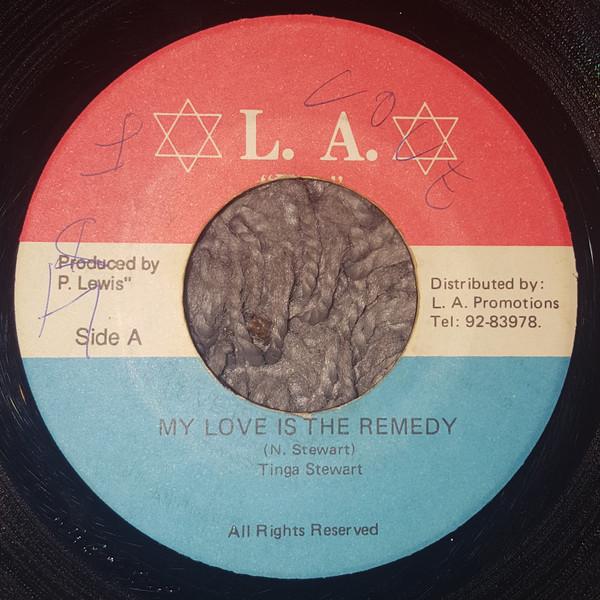 L. A.
Produced by
P. Lewis"
Side A
Distributed by:
L. A. Promotions
Tel: 92-83978.
MY LOVE IS THE REMEDY
(N. Stewart)
Tinga Stewart
All Rights Reserved